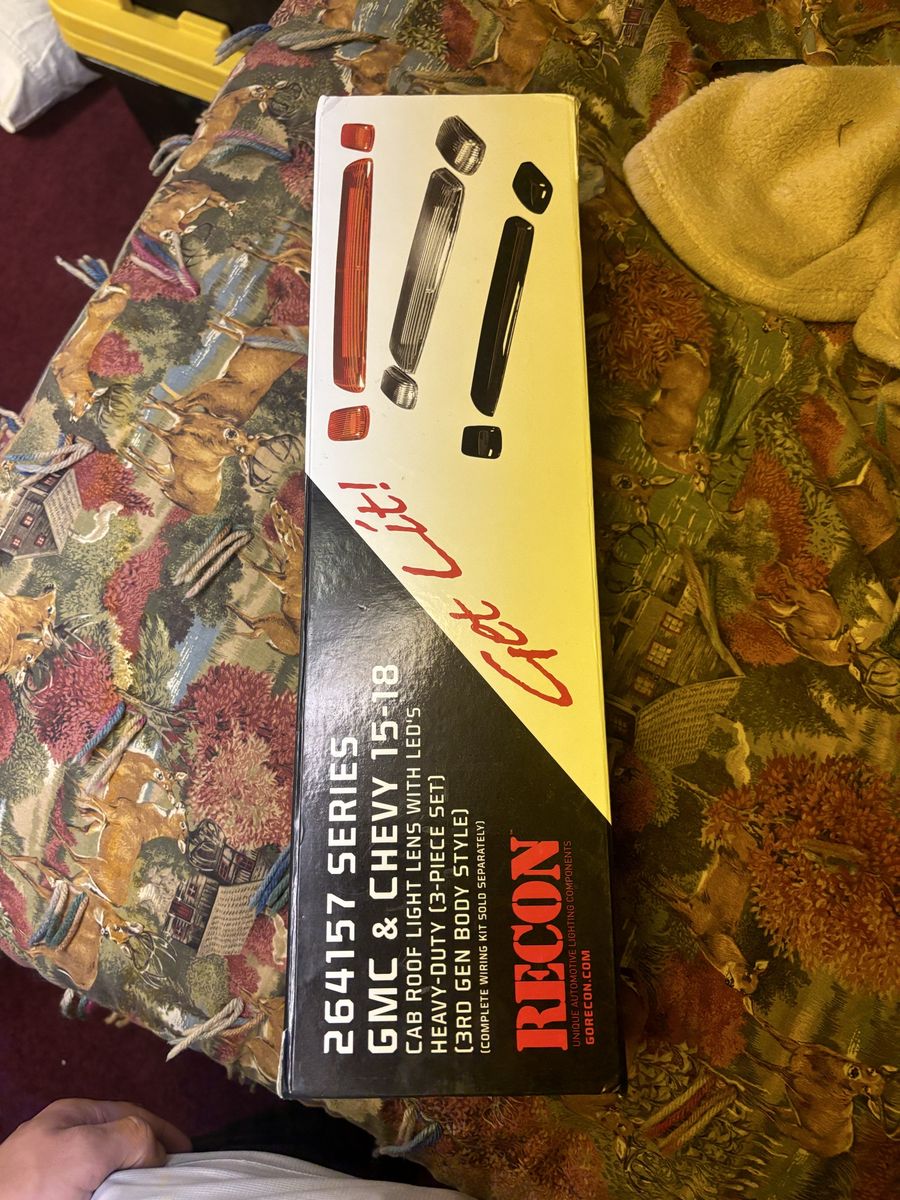 Get Lit!
264157 SERIES
GMC & CHEVY 15-18
CAB ROOF LIGHT LENS WITH LED'S
HEAVY-DUTY (3-PIECE SET)
(3RD GEN BODY STYLE)
(COMPLETE WIRING KIT SOLD SEPARATELY)
RECON™
UNIQUE AUTOMOTIVE LIGHTING COMPONENTS
GORECON.COM